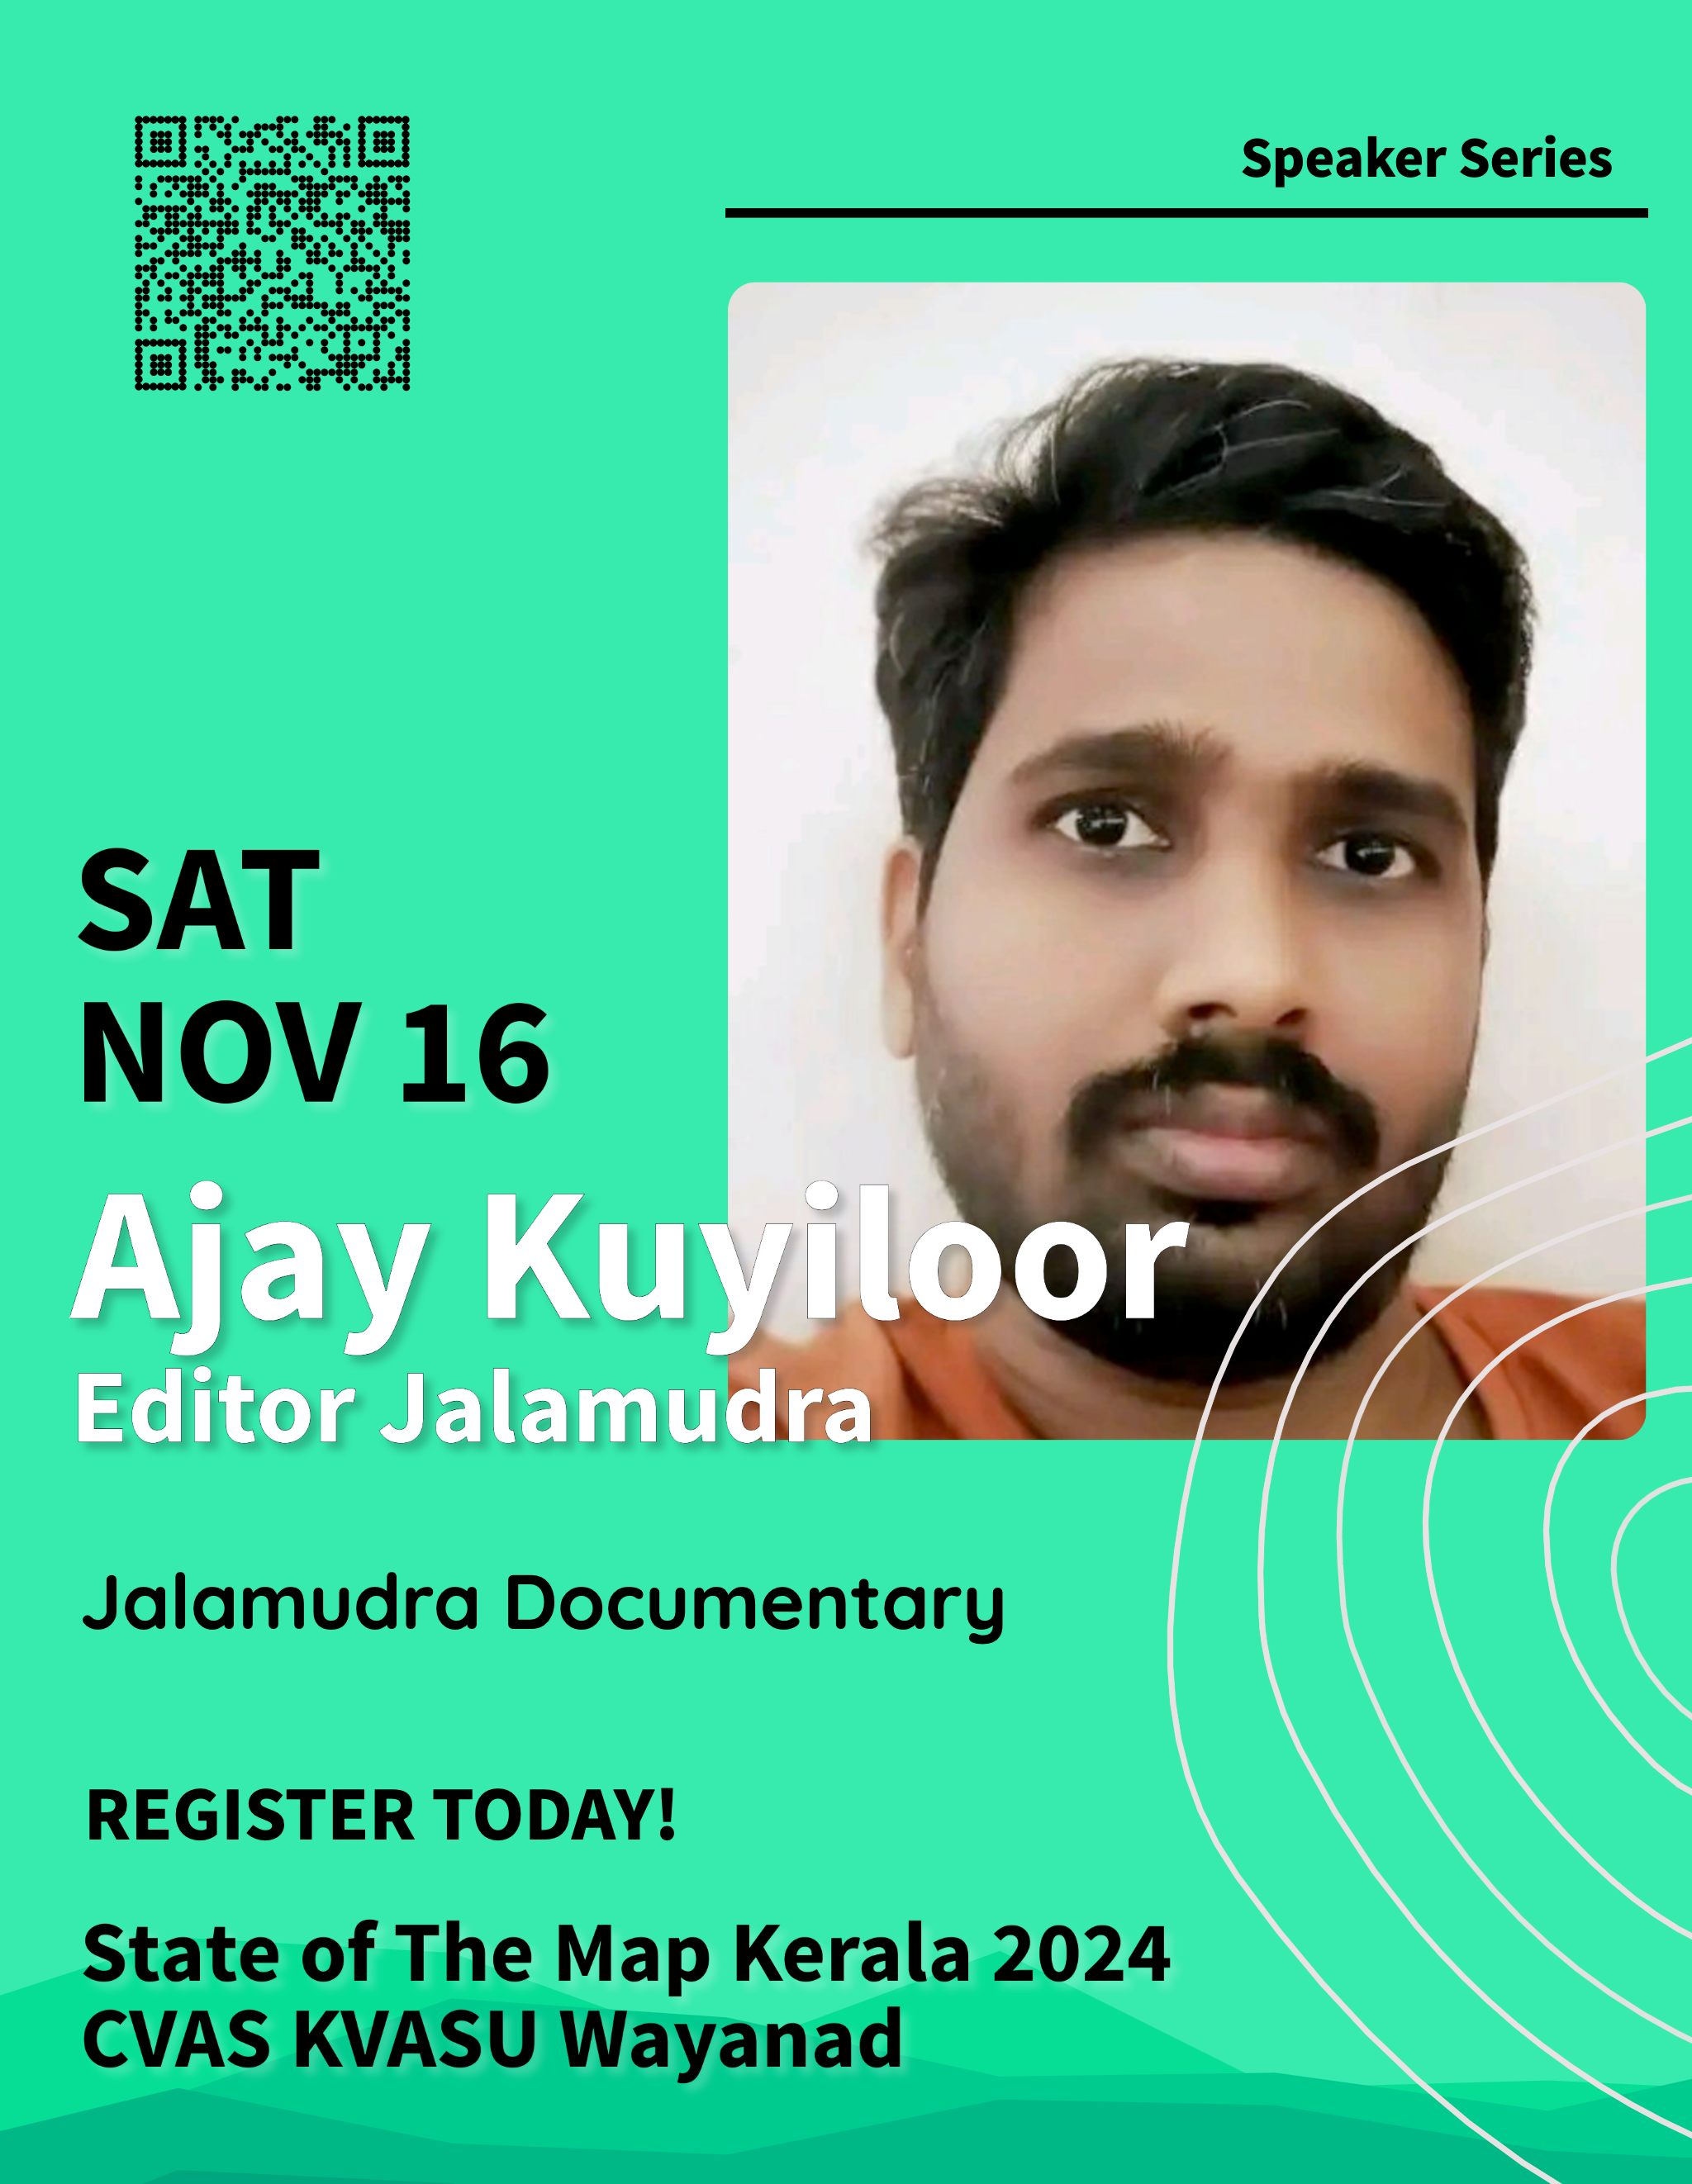 Speaker Series
SAT
NOV 16
Ajay Kuyiloor
Editor Jalamudra
Jalamudra Documentary
REGISTER TODAY!
State of The Map Kerala 2024
CVAS KVASU Wayanad